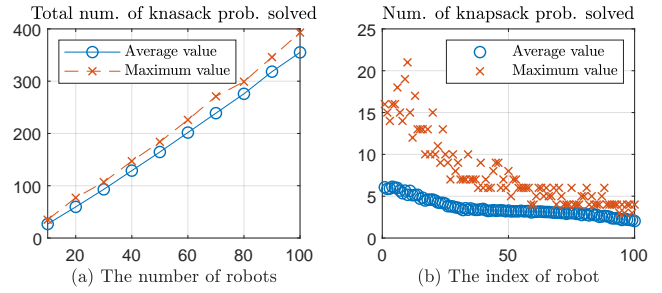 Total num. of knasack prob. solved
400
300
200
100
0
Average value
Maximum value
20
40
60
80
100
(a) The number of robots
Num. of knapsack prob. solved
25
20
15
10
5
0
Average value
Maximum value
0
50
100
(b) The index of robot